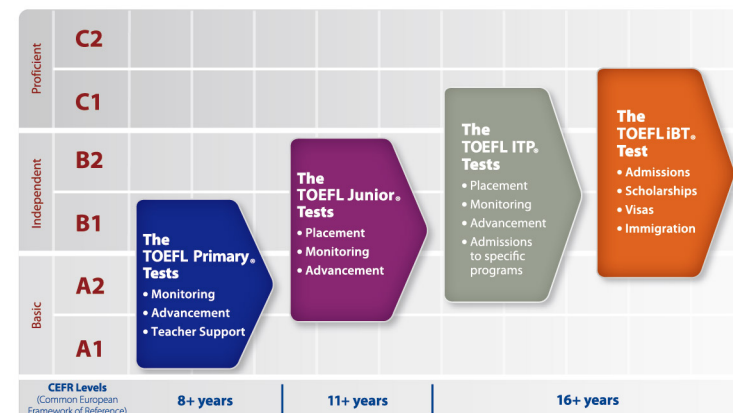 Proficient
C2
C1
Independent
B2
B1
Basic
A2
A1
The
TOEFL Primary®
Tests
• Monitoring
• Advancement
• Teacher Support
The
TOEFL Junior®
Tests
• Placement
• Monitoring
• Advancement
The
TOEFL ITP®
Tests
• Placement
• Monitoring
• Advancement
• Admissions
to specific
programs
The
TOEFL iBT®
Test
• Admissions
• Scholarships
• Visas
• Immigration
CEFR Levels
(Common European
Framework of Reference)
8+ years
11+ years
16+ years